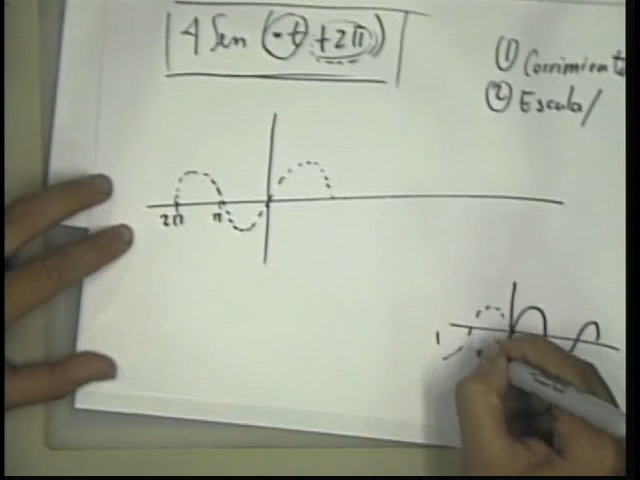 4 Sen (-t + 2π)
① Corrimiento
② Escala/
2π π